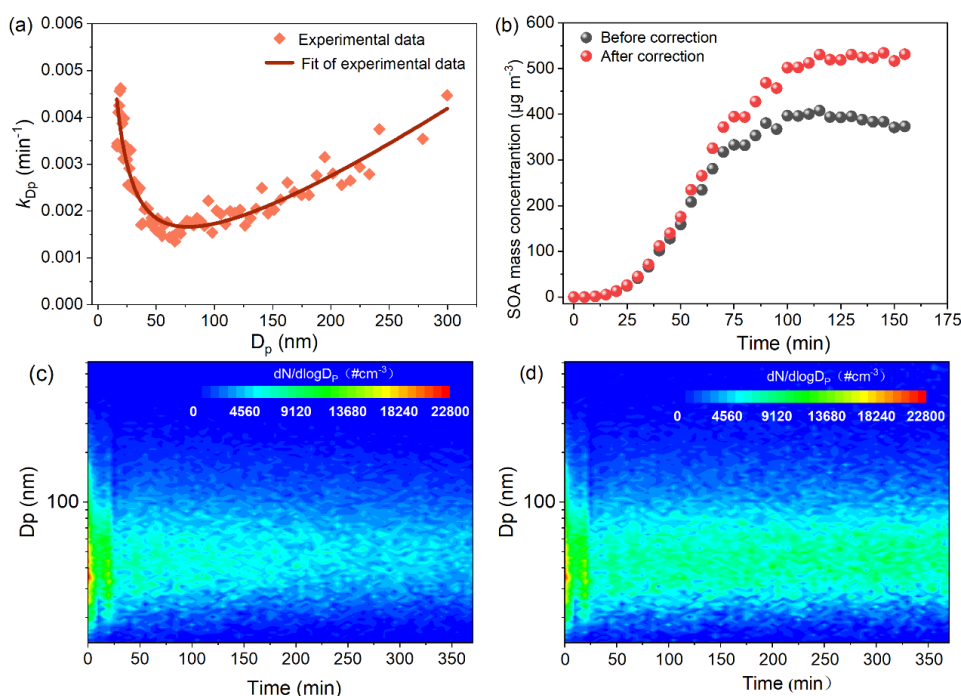 (a)
0.006
0.005
0.004
0.003
0.002
0.001
0.000
k_Dp (min⁻¹)
Experimental data
Fit of experimental data
0 50 100 150 200 250 300
D_p (nm)
(b)
600
500
400
300
200
100
0
SOA mass concentrantion (μg m⁻³)
Before correction
After correction
0 25 50 75 100 125 150 175
Time (min)
(c)
dN/dlogD_P（#cm⁻³）
0 4560 9120 13680 18240 22800
100
Dp (nm)
0 50 100 150 200 250 300 350
Time (min)
(d)
dN/dlogD_P（#cm⁻³）
0 4560 9120 13680 18240 22800
100
Dp (nm)
0 50 100 150 200 250 300 350
Time (min）